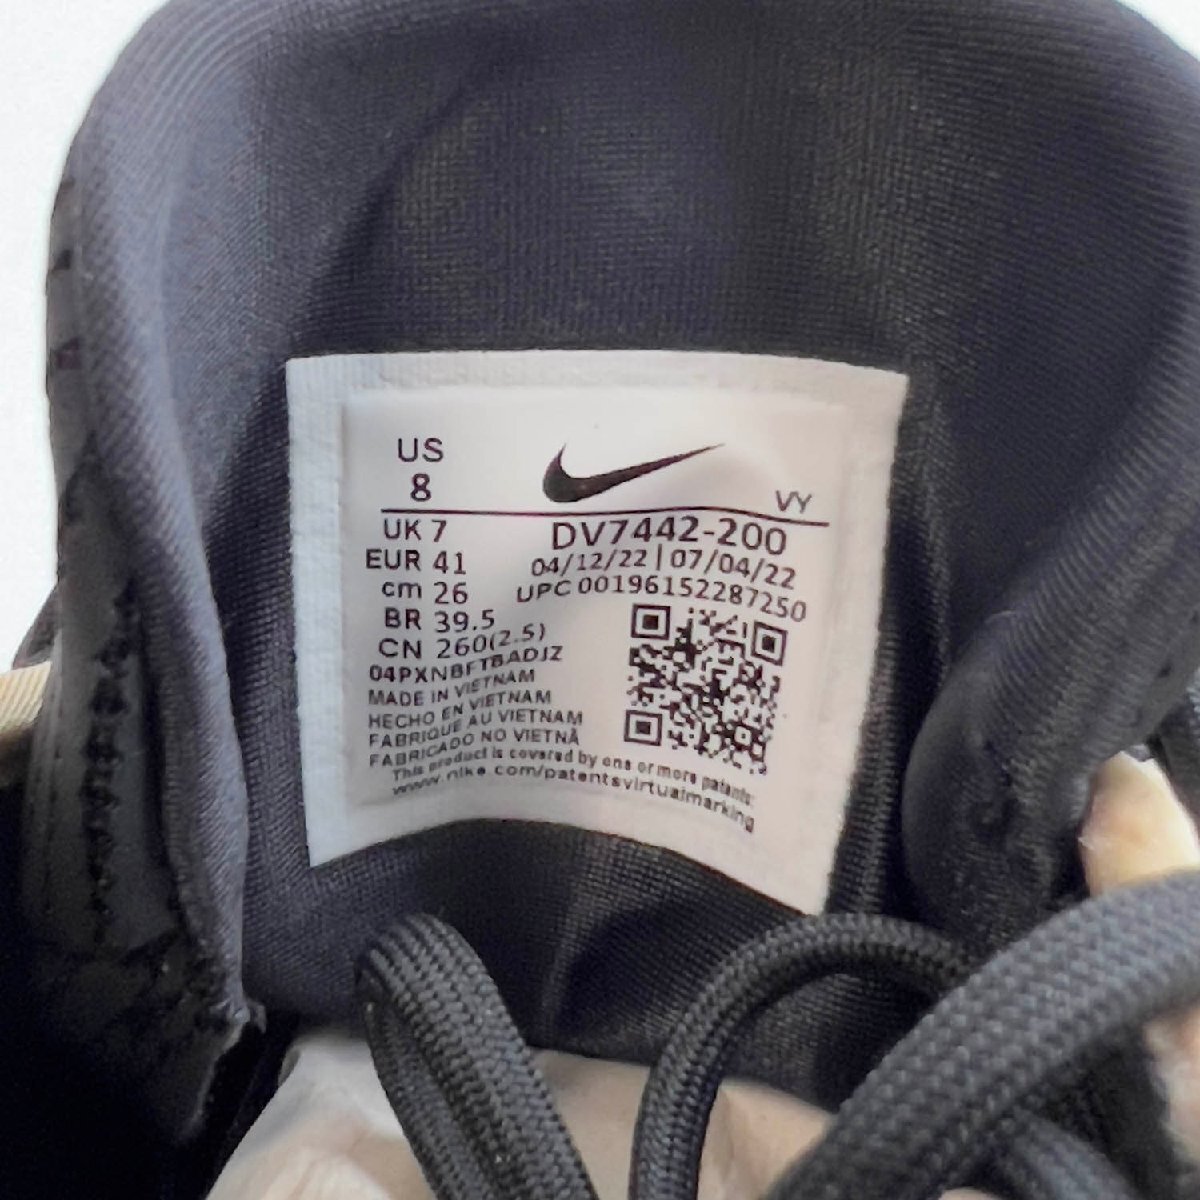 US
8
VY
UK 7
EUR 41
cm 26
BR 39.5
CN 260(2.5)
DV7442-200
04/12/22 | 07/04/22
UPC 00196152287250
04PXNBFTBADJZ
MADE IN VIETNAM
HECHO EN VIETNAM
FABRIQUE AU VIETNAM
FABRICADO NO VIETNÃ
This product is covered by one or more patents:
www.nike.com/patentsvirtualmarking